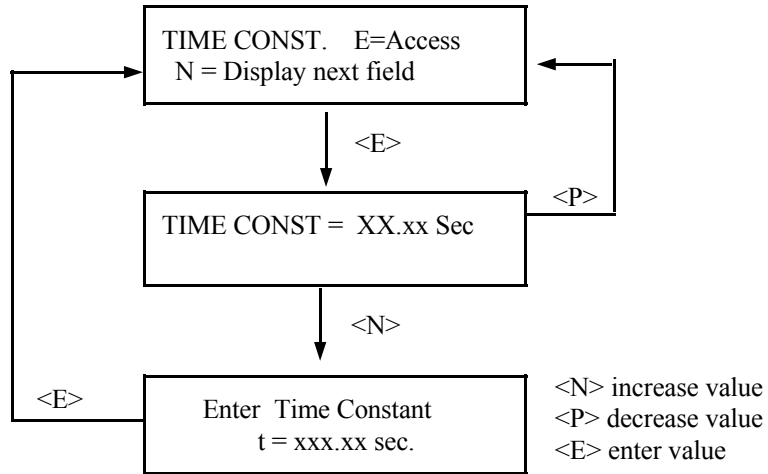 TIME CONST. E=Access
N = Display next field
<E>
TIME CONST = XX.xx Sec
<P>
<N>
<E>
Enter Time Constant
t = xxx.xx sec.
<N> increase value
<P> decrease value
<E> enter value